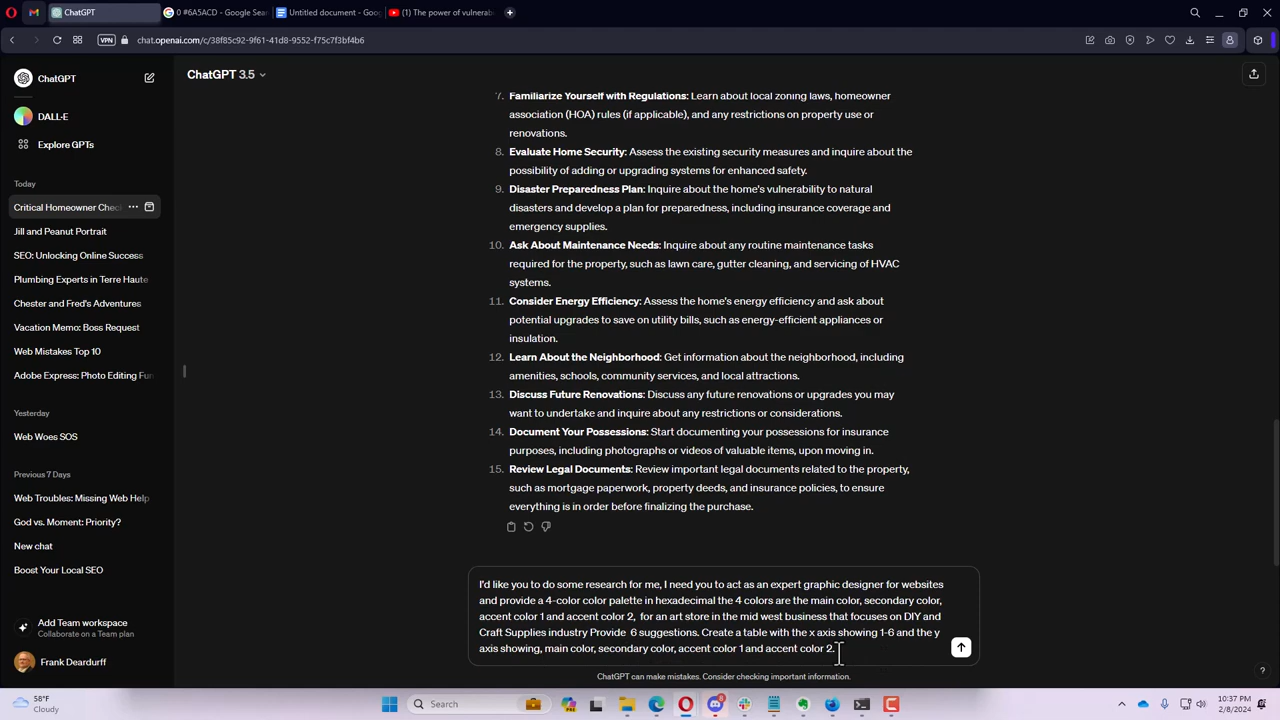 ChatGPT
0 #6A5ACD - Google Sear
Untitled document - Goog
(1) The power of vulnerab
VPN
chat.openai.com/c/38f85c92-9f61-41d8-9552-f75c7f3bf4b6
ChatGPT
DALL-E
Explore GPTs
Today
Critical Homeowner Chec
Jill and Peanut Portrait
SEO: Unlocking Online Success
Plumbing Experts in Terre Haute
Chester and Fred's Adventures
Vacation Memo: Boss Request
Web Mistakes Top 10
Adobe Express: Photo Editing Fun
Yesterday
Web Woes SOS
Previous 7 Days
Web Troubles: Missing Web Help
God vs. Moment: Priority?
New chat
Boost Your Local SEO
Add Team workspace
Collaborate on a Team plan
Frank Deardurff
ChatGPT 3.5
7. Familiarize Yourself with Regulations: Learn about local zoning laws, homeowner
association (HOA) rules (if applicable), and any restrictions on property use or
renovations.
8. Evaluate Home Security: Assess the existing security measures and inquire about the
possibility of adding or upgrading systems for enhanced safety.
9. Disaster Preparedness Plan: Inquire about the home's vulnerability to natural
disasters and develop a plan for preparedness, including insurance coverage and
emergency supplies.
10. Ask About Maintenance Needs: Inquire about any routine maintenance tasks
required for the property, such as lawn care, gutter cleaning, and servicing of HVAC
systems.
11. Consider Energy Efficiency: Assess the home's energy efficiency and ask about
potential upgrades to save on utility bills, such as energy-efficient appliances or
insulation.
12. Learn About the Neighborhood: Get information about the neighborhood, including
amenities, schools, community services, and local attractions.
13. Discuss Future Renovations: Discuss any future renovations or upgrades you may
want to undertake and inquire about any restrictions or considerations.
14. Document Your Possessions: Start documenting your possessions for insurance
purposes, including photographs or videos of valuable items, upon moving in.
15. Review Legal Documents: Review important legal documents related to the property,
such as mortgage paperwork, property deeds, and insurance policies, to ensure
everything is in order before finalizing the purchase.
I'd like you to do some research for me, I need you to act as an expert graphic designer for websites
and provide a 4-color color palette in hexadecimal the 4 colors are the main color, secondary color,
accent color 1 and accent color 2, for an art store in the mid west business that focuses on DIY and
Craft Supplies industry Provide 6 suggestions. Create a table with the x axis showing 1-6 and the y
axis showing, main color, secondary color, accent color 1 and accent color 2.
ChatGPT can make mistakes. Consider checking important information.
?
58°F
Cloudy
Search
8
10:37 PM
2/8/2024